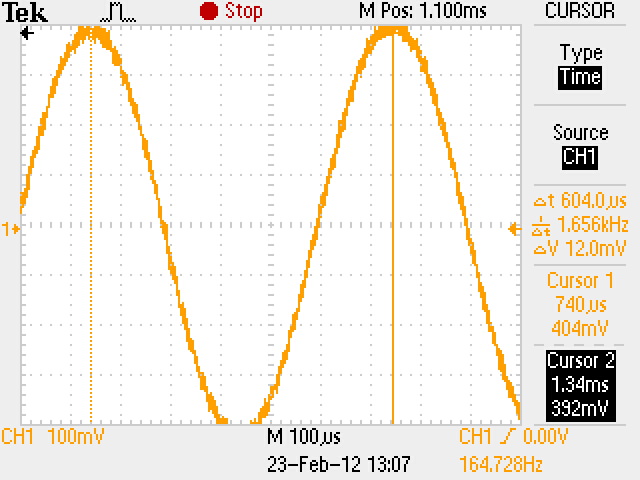 Tek Stop M Pos: 1.100ms CURSOR
Type
Time
Source
CH1
Δt 604.0µs
1/Δt 1.656kHz
ΔV 12.0mV
1
Cursor 1
740µs
404mV
Cursor 2
1.34ms
392mV
CH1 100mV M 100µs CH1 / 0.00V
23-Feb-12 13:07 164.728Hz